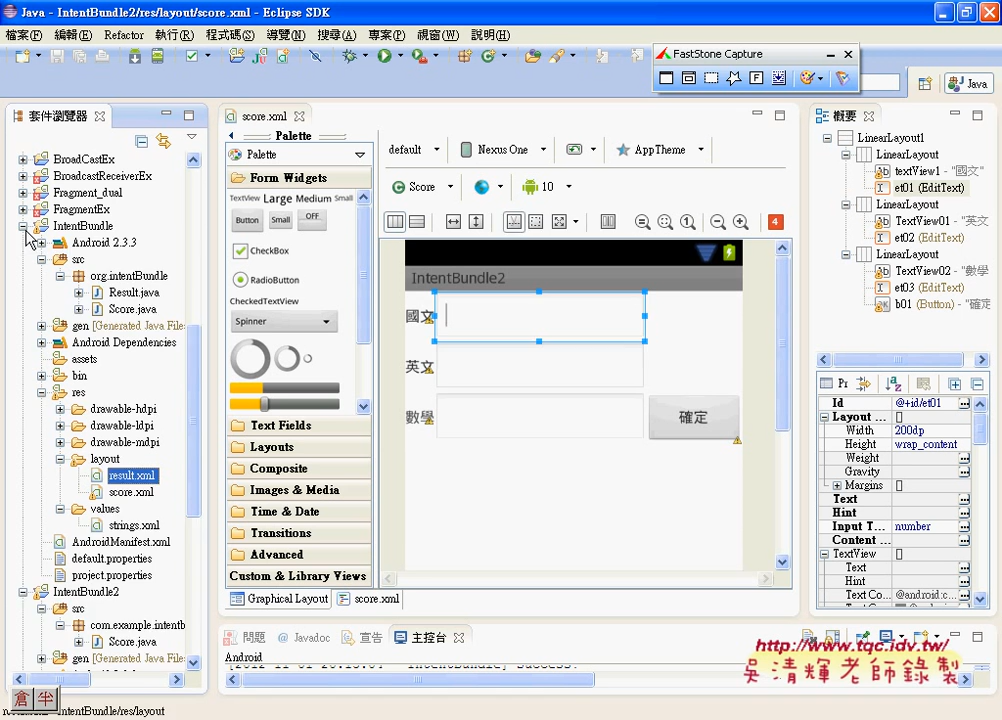 Java - IntentBundle2/res/layout/score.xml - Eclipse SDK
檔案(F) 編輯(E) Refactor 執行(R) 程式碼(S) 導覽(N) 搜尋(A) 專案(P) 視窗(W) 說明(H)
FastStone Capture
Java
套件瀏覽器
BroadCastEx
BroadcastReceiverEx
Fragment_dual
FragmentEx
IntentBundle
Android 2.3.3
src
org.intentBundle
Result.java
Score.java
gen [Generated Java File:
Android Dependencies
assets
bin
res
drawable-hdpi
drawable-ldpi
drawable-mdpi
layout
result.xml
score.xml
values
strings.xml
AndroidManifest.xml
default.properties
project.properties
IntentBundle2
src
com.example.intentb
Score.java
gen [Generated Java File:
score.xml
Palette
Palette
Form Widgets
TextView Large Medium Small
Button Small OFF
CheckBox
RadioButton
CheckedTextView
Spinner
Text Fields
Layouts
Composite
Images & Media
Time & Date
Transitions
Advanced
Custom & Library Views
Graphical Layout score.xml
default Nexus One AppTheme
Score 10
4
IntentBundle2
國文
英文
數學 確定
概要
LinearLayout1
LinearLayout
textView1 - "國文
et01 (EditText)
LinearLayout
TextView01 - "英文
et02 (EditText)
LinearLayout
TextView02 - "數學
et03 (EditText)
b01 (Button) - "確定
Pr
Id @+id/et01
Layout ... []
Width 200dp
Height wrap_content
Weight
Gravity
Margins []
Text
Hint
Input T... number
Content ...
TextView []
Text
Hint
Text Co... @android:c...
問題 Javadoc 宣告 主控台
Android
http://www.tqc.idv.tw/
吳清輝老師錄製
倉 半